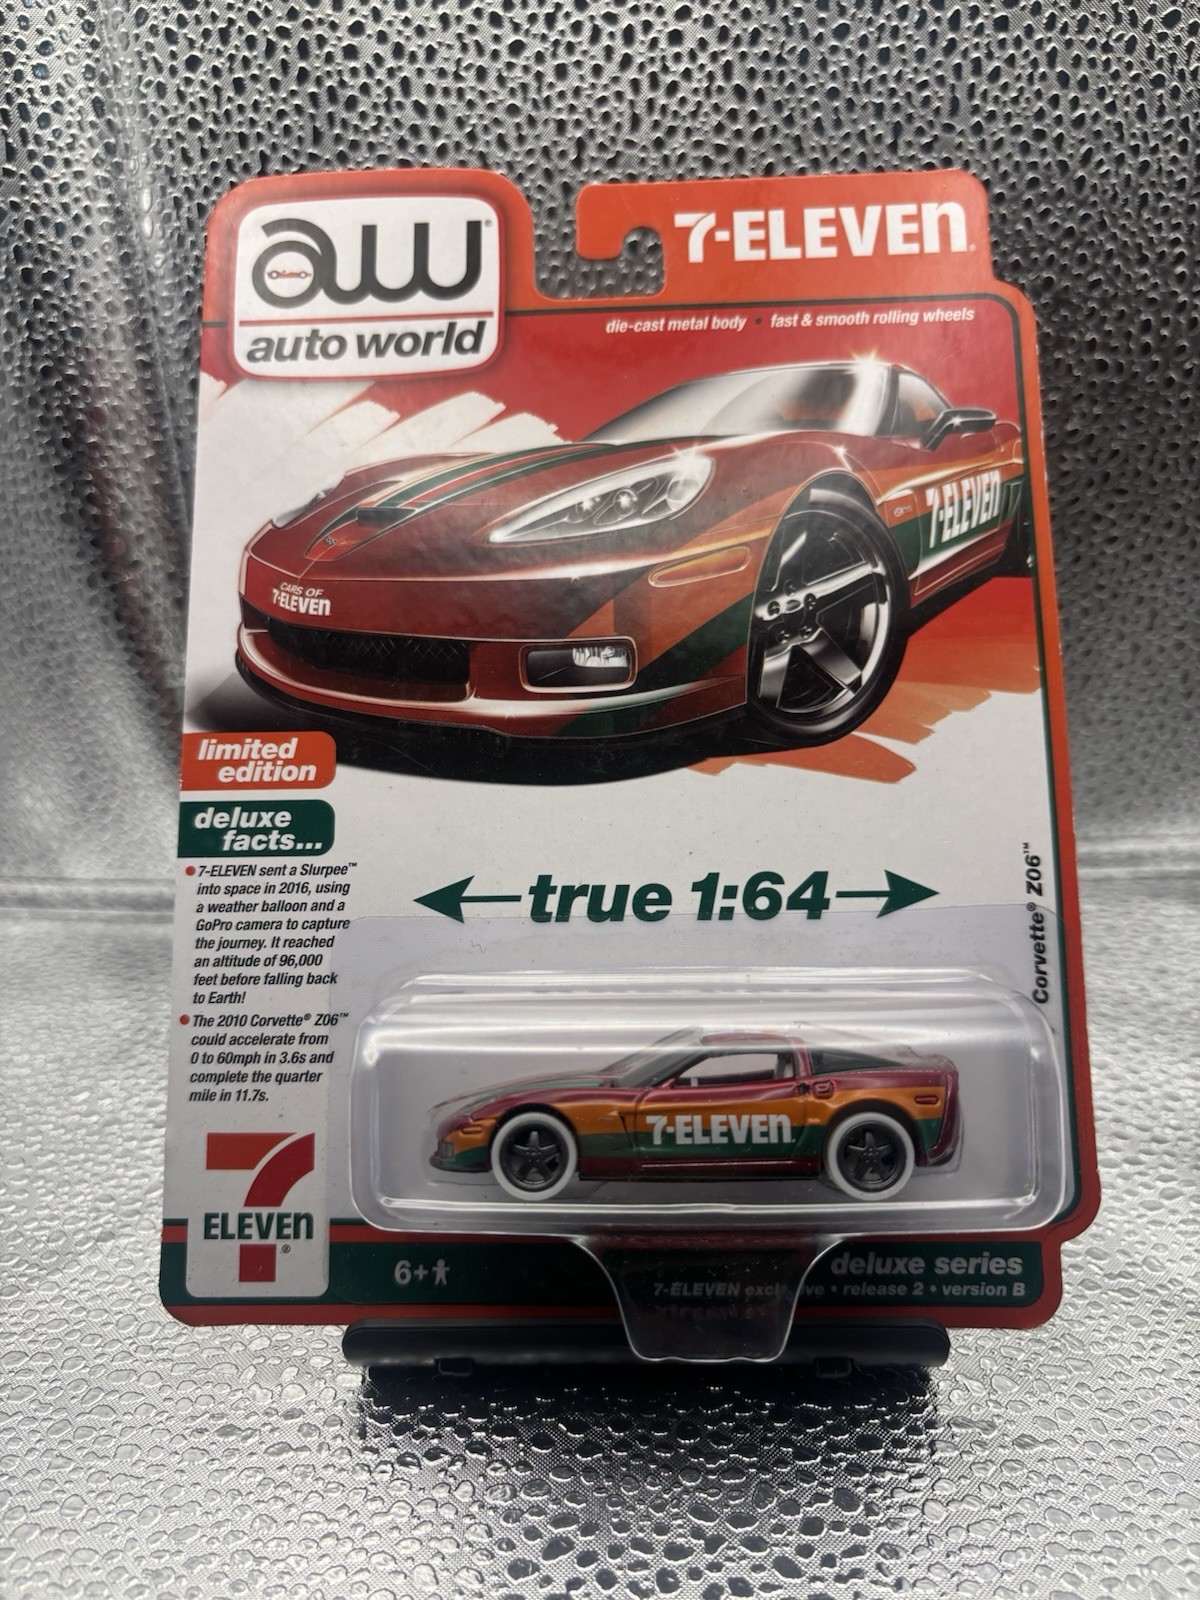 aw®
auto world
7-ELEVEN®
die-cast metal body • fast & smooth rolling wheels
7-ELEVEN
CARS OF
7-ELEVEN
limited
edition
deluxe
facts...
• 7-ELEVEN sent a Slurpee™
into space in 2016, using
a weather balloon and a
GoPro camera to capture
the journey. It reached
an altitude of 96,000
feet before falling back
to Earth!
• The 2010 Corvette® Z06™
could accelerate from
0 to 60mph in 3.6s and
complete the quarter
mile in 11.7s.
true 1:64
Corvette® Z06™
7-ELEVEN.
7
ELEVEN®
6+
deluxe series
7-ELEVEN • release 2 • version B